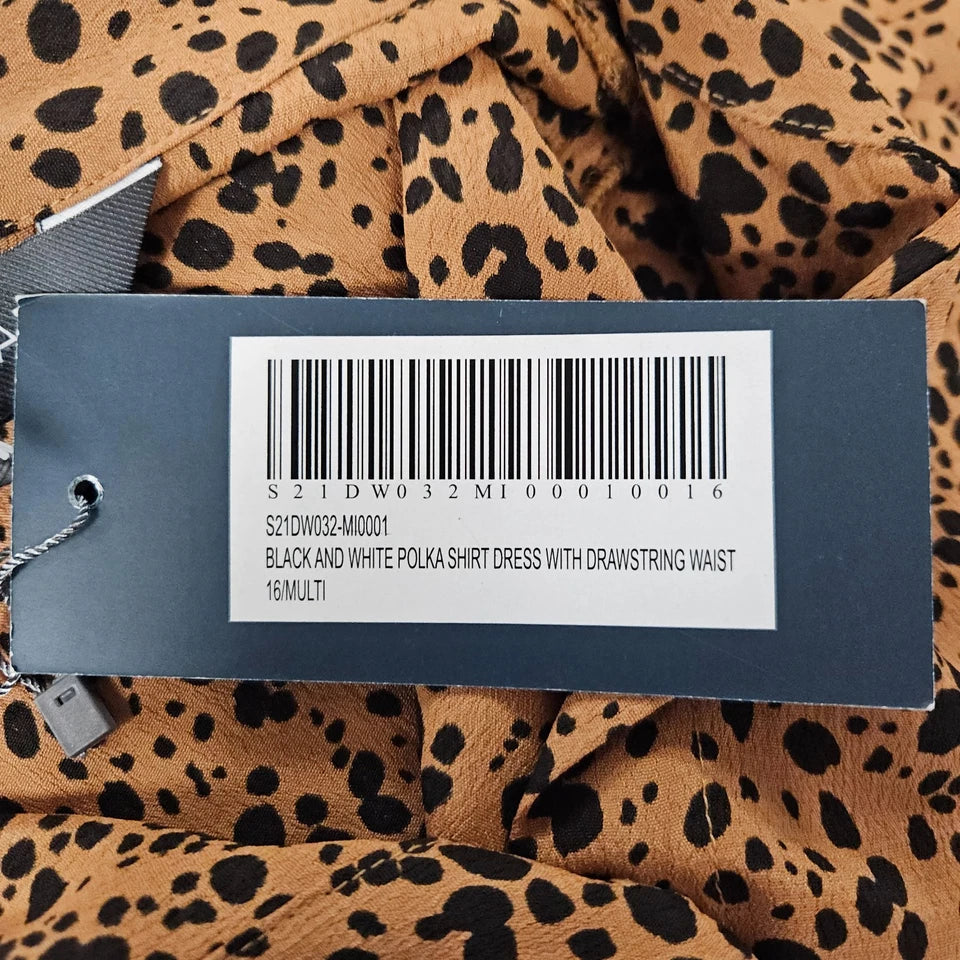 S21DW032MI00010016
S21DW032-MI0001
BLACK AND WHITE POLKA SHIRT DRESS WITH DRAWSTRING WAIST
16/MULTI